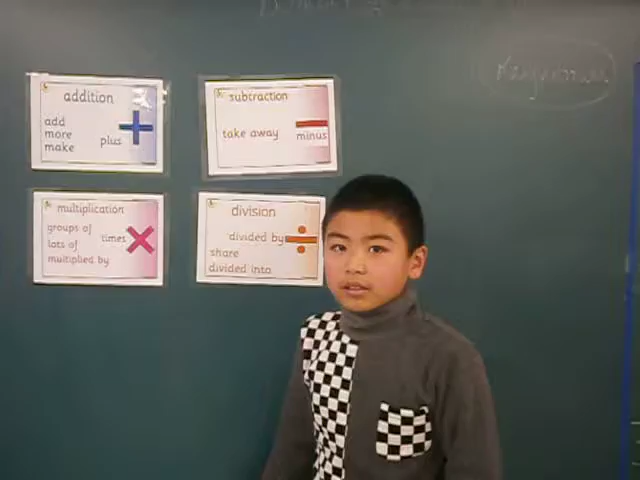 addition
add
more
make
plus
subtraction
take away
minus
multiplication
groups of
lots of
multiplied by
times
division
divided by
share
divided into